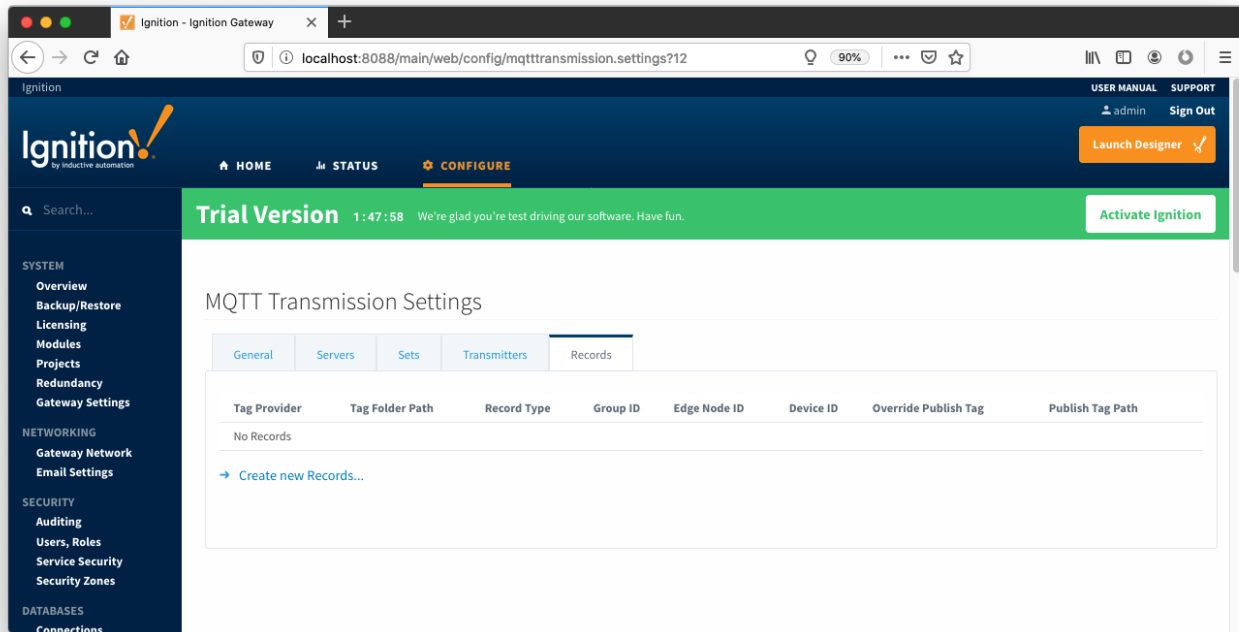 Ignition - Ignition Gateway
localhost:8088/main/web/config/mqtttransmission.settings?12
90%
Ignition
USER MANUAL SUPPORT
admin Sign Out
Ignition!
by inductive automation
Launch Designer
HOME STATUS CONFIGURE
Search...
Trial Version 1:47:58 We're glad you're test driving our software. Have fun.
Activate Ignition
SYSTEM
Overview
Backup/Restore
Licensing
Modules
Projects
Redundancy
Gateway Settings
NETWORKING
Gateway Network
Email Settings
SECURITY
Auditing
Users, Roles
Service Security
Security Zones
DATABASES
Connections
MQTT Transmission Settings
General Servers Sets Transmitters Records
Tag Provider Tag Folder Path Record Type Group ID Edge Node ID Device ID Override Publish Tag Publish Tag Path
No Records
Create new Records...